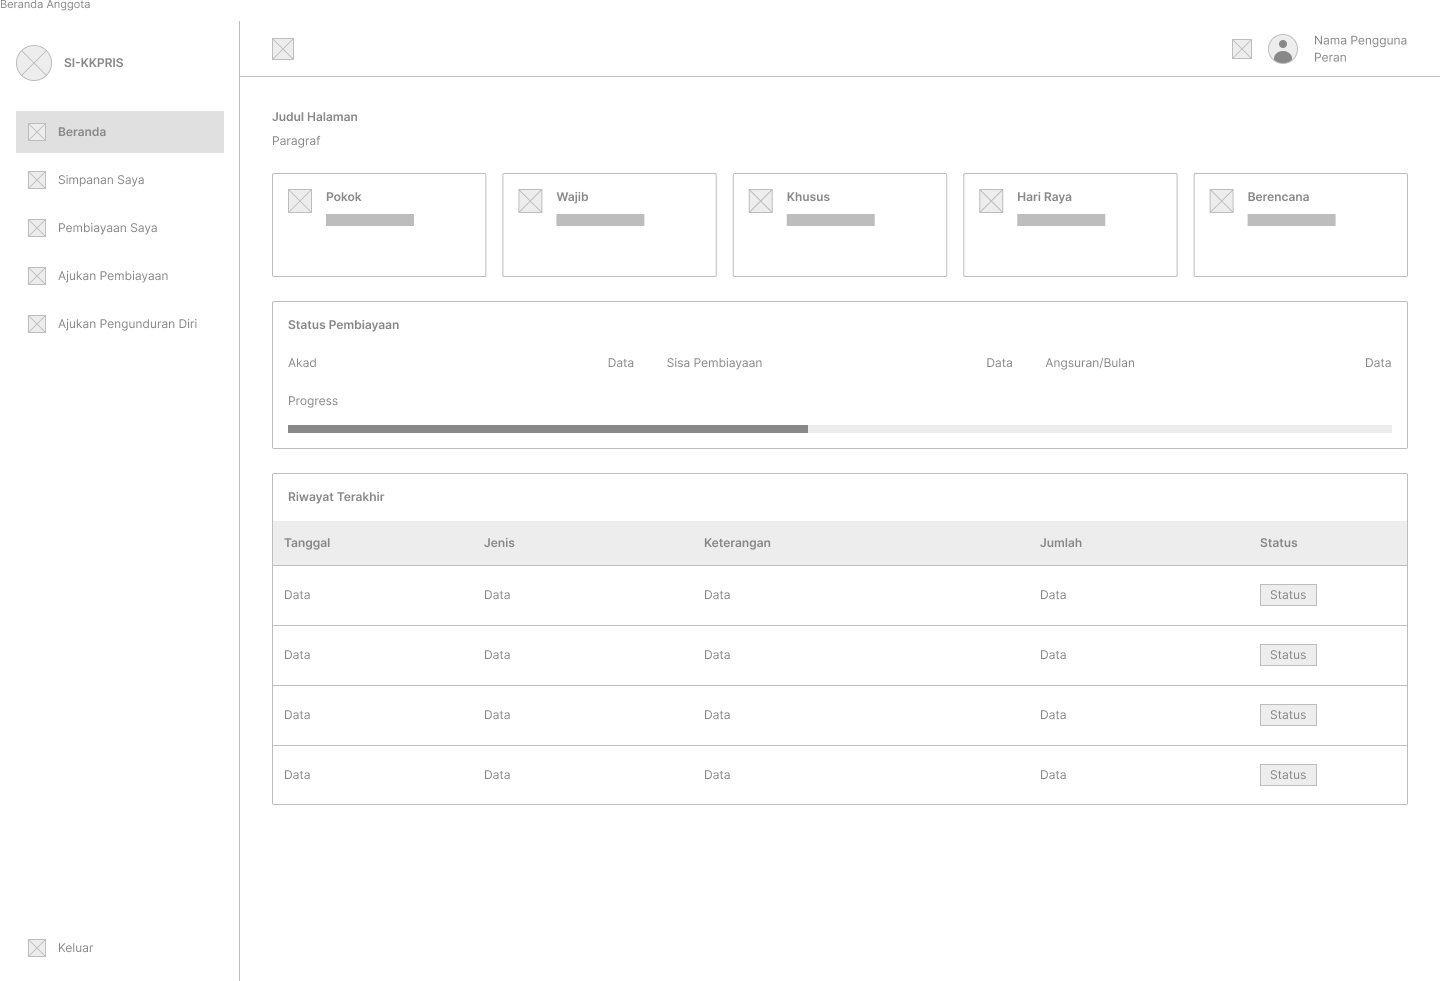 Beranda Anggota
SI-KKPRIS
Beranda
Simpanan Saya
Pembiayaan Saya
Ajukan Pembiayaan
Ajukan Pengunduran Diri
Keluar
Nama Pengguna
Peran
Judul Halaman
Paragraf
Pokok
Wajib
Khusus
Hari Raya
Berencana
Status Pembiayaan
Akad Data Sisa Pembiayaan Data Angsuran/Bulan Data
Progress
Riwayat Terakhir
Tanggal Jenis Keterangan Jumlah Status
Data Data Data Data Status
Data Data Data Data Status
Data Data Data Data Status
Data Data Data Data Status